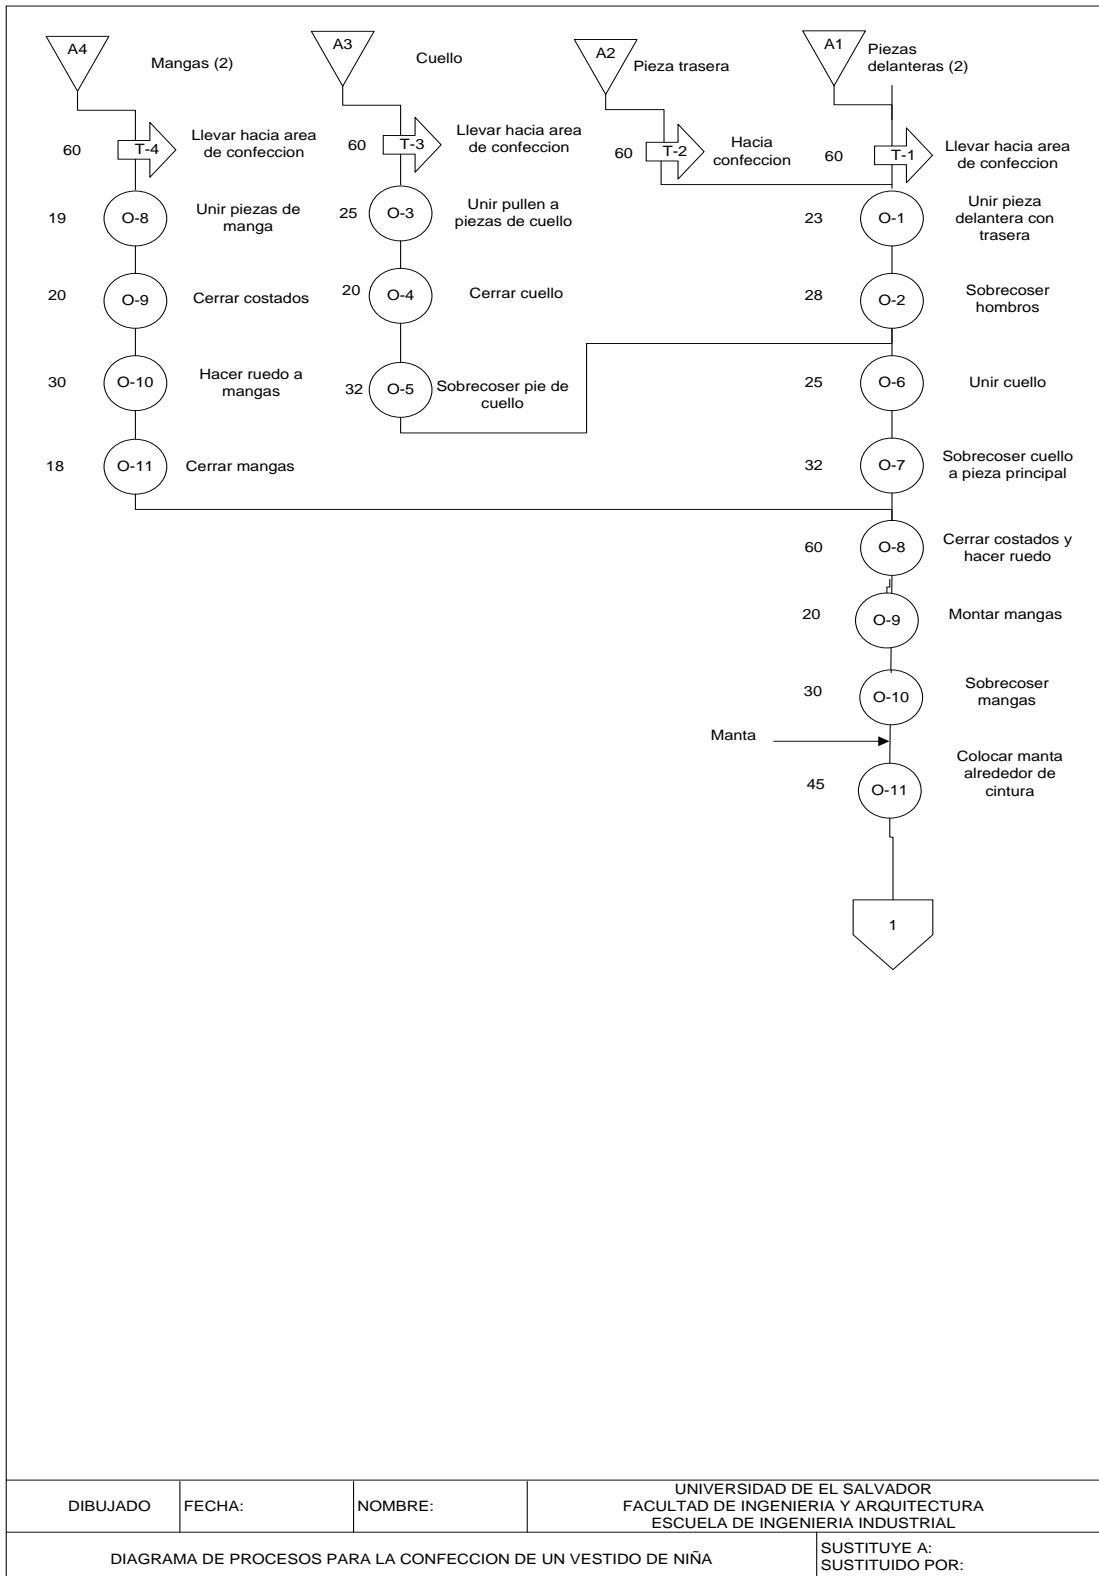 A4
Mangas (2)
60
T-4
Llevar hacia area
de confeccion
19
O-8
Unir piezas de
manga
20
O-9
Cerrar costados
30
O-10
Hacer ruedo a
mangas
18
O-11
Cerrar mangas
A3
Cuello
60
T-3
Llevar hacia area
de confeccion
25
O-3
Unir pullen a
piezas de cuello
20
O-4
Cerrar cuello
32
O-5
Sobrecoser pie de
cuello
A2
Pieza trasera
60
T-2
Hacia
confeccion
A1
Piezas
delanteras (2)
60
T-1
Llevar hacia area
de confeccion
23
O-1
Unir pieza
delantera con
trasera
28
O-2
Sobrecoser
hombros
25
O-6
Unir cuello
32
O-7
Sobrecoser cuello
a pieza principal
60
O-8
Cerrar costados y
hacer ruedo
20
O-9
Montar mangas
30
O-10
Sobrecoser
mangas
Manta
45
O-11
Colocar manta
alrededor de
cintura
1
DIBUJADO
FECHA:
NOMBRE:
UNIVERSIDAD DE EL SALVADOR
FACULTAD DE INGENIERIA Y ARQUITECTURA
ESCUELA DE INGENIERIA INDUSTRIAL
DIAGRAMA DE PROCESOS PARA LA CONFECCION DE UN VESTIDO DE NIÑA
SUSTITUYE A:
SUSTITUIDO POR: